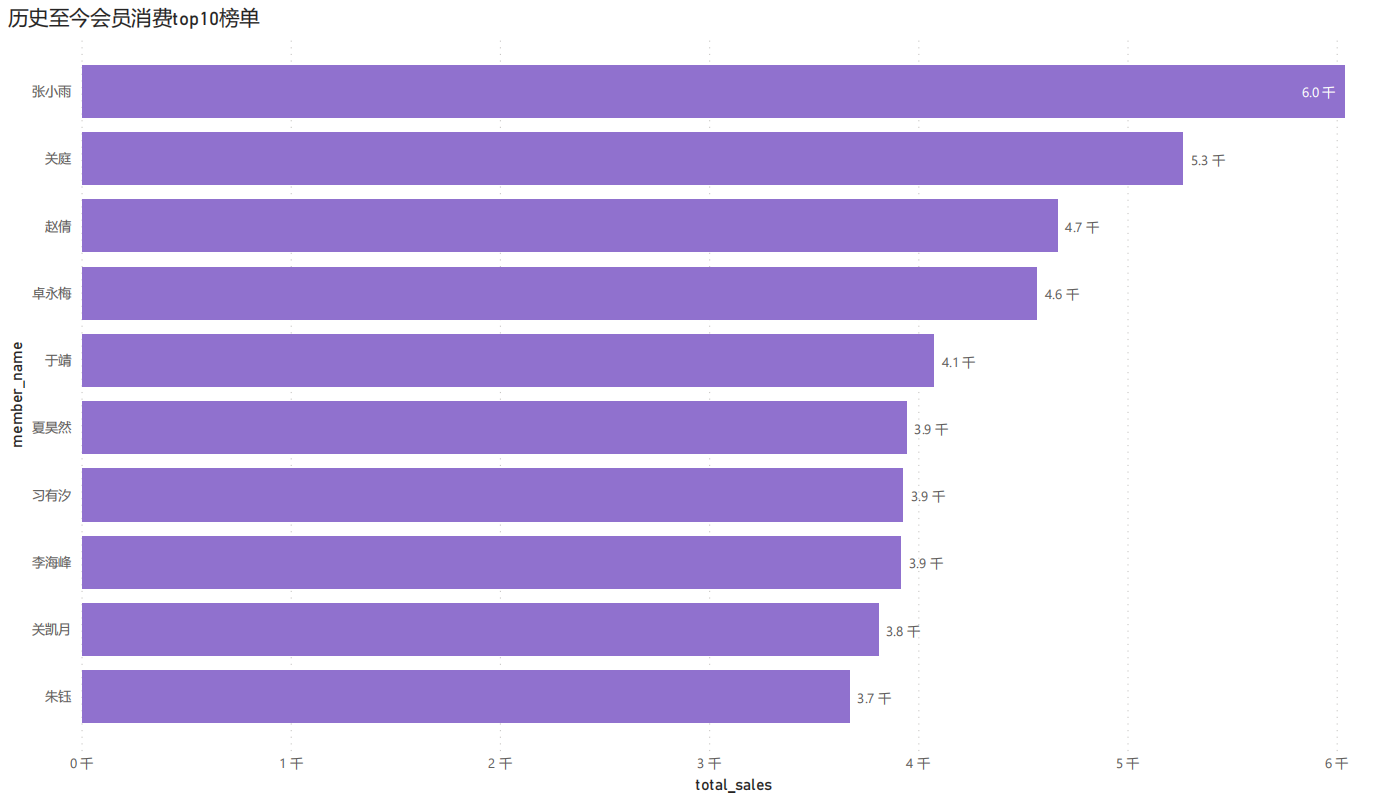 历史至今会员消费top10榜单
张小雨
6.0 千
关庭
5.3 千
赵倩
4.7 千
卓永梅
4.6 千
于靖
4.1 千
夏昊然
3.9 千
习有汐
3.9 千
李海峰
3.9 千
关凯月
3.8 千
朱钰
3.7 千
member_name
0 千 1 千 2 千 3 千 4 千 5 千 6 千
total_sales